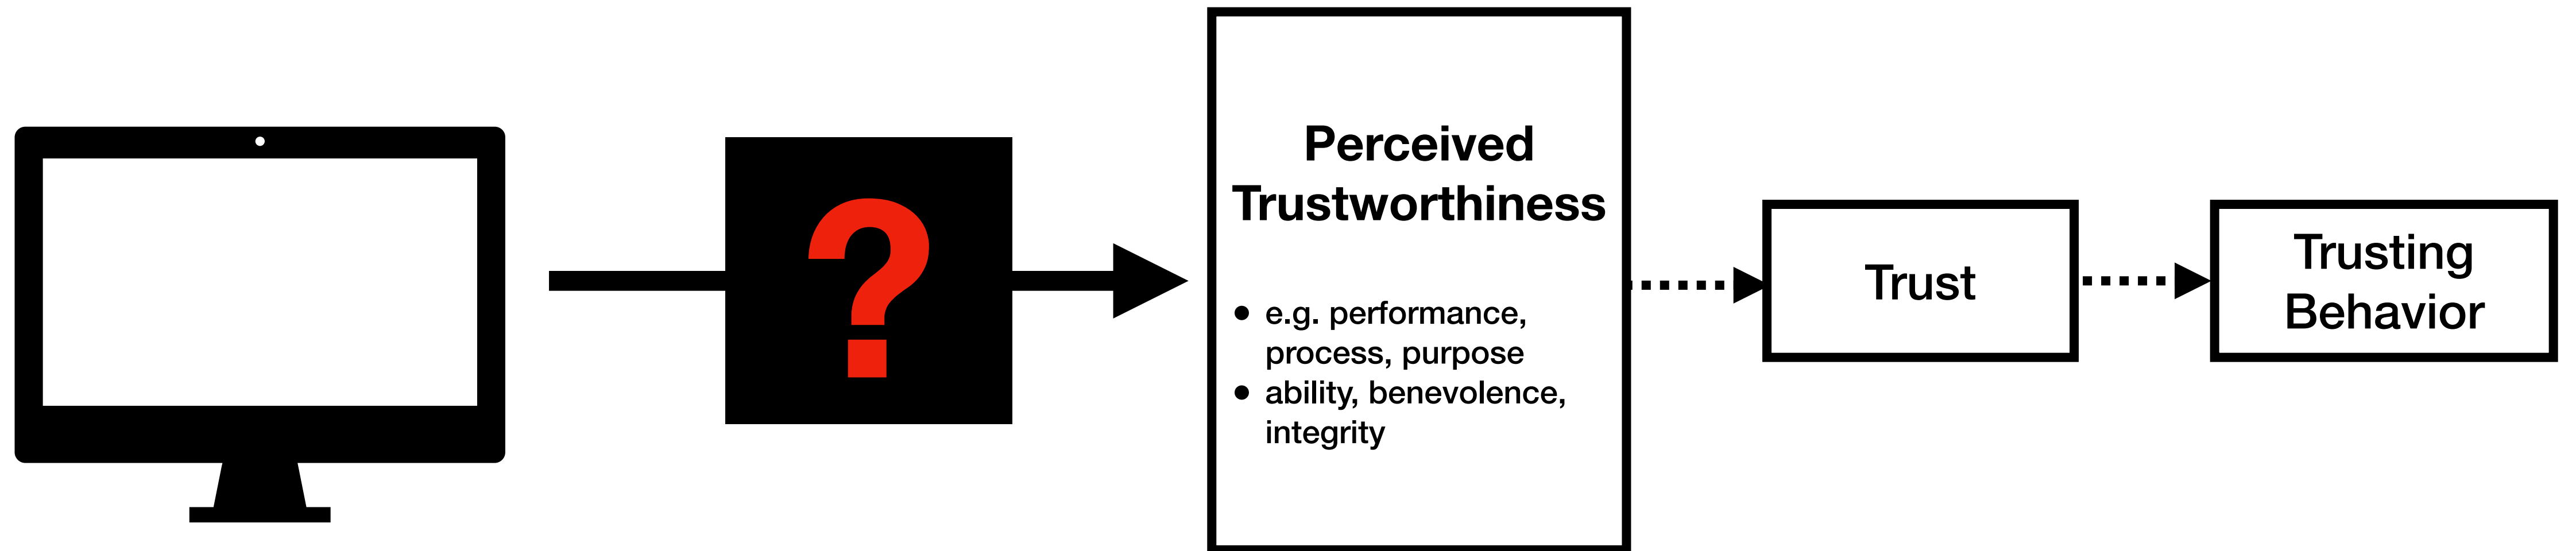 ?
Perceived
Trustworthiness
• e.g. performance,
process, purpose
• ability, benevolence,
integrity
Trust
Trusting
Behavior